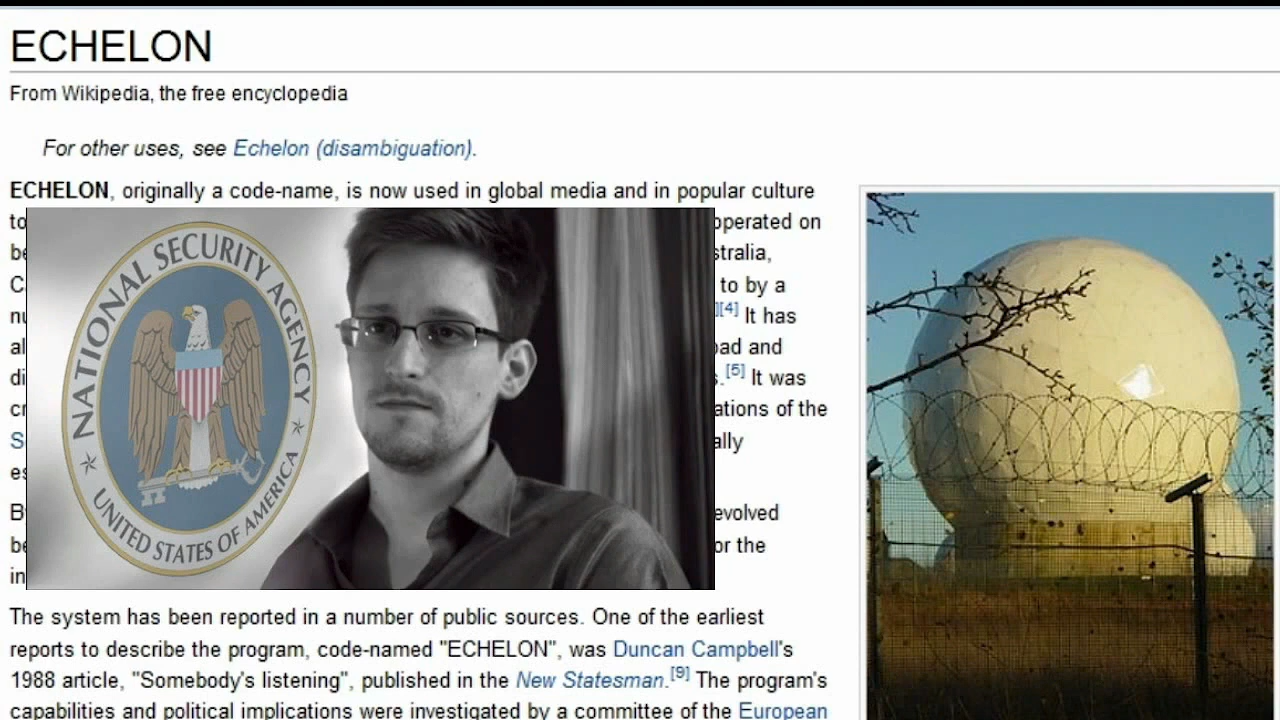 ECHELON
From Wikipedia, the free encyclopedia
For other uses, see Echelon (disambiguation).
ECHELON, originally a code-name, is now used in global media and in popular culture
to operated on
stralia,
to by a
[4] It has
and
[5] It was
ations of the
ally
evolved
or the
in
NATIONAL SECURITY AGENCY
UNITED STATES OF AMERICA
The system has been reported in a number of public sources. One of the earliest
reports to describe the program, code-named "ECHELON", was Duncan Campbell's
1988 article, "Somebody's listening", published in the New Statesman.[9] The program's
capabilities and political implications were investigated by a committee of the European